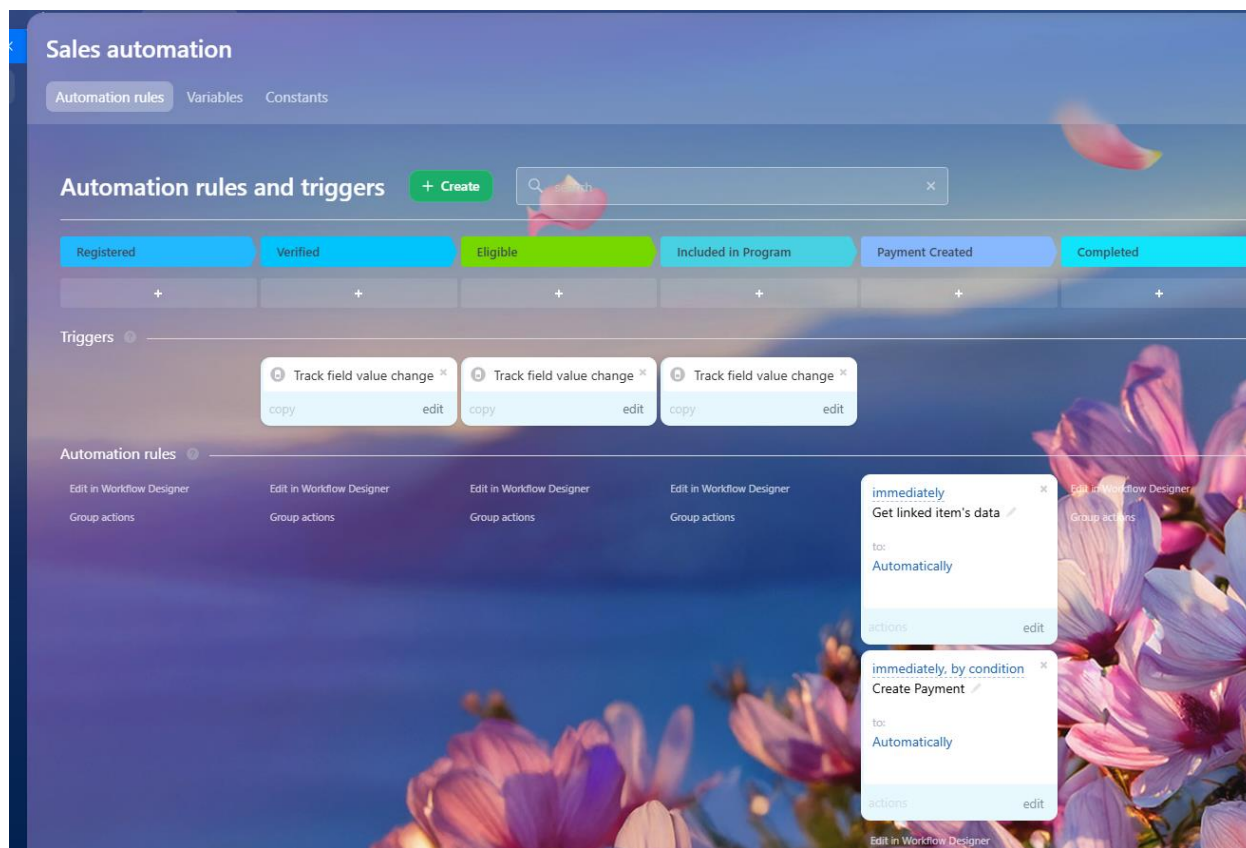 Sales automation
Automation rules Variables Constants
Automation rules and triggers + Create search
Registered Verified Eligible Included in Program Payment Created Completed
+ + + + + +
Triggers ?
Track field value change Track field value change Track field value change
copy edit copy edit copy edit
Automation rules ?
Edit in Workflow Designer Edit in Workflow Designer Edit in Workflow Designer Edit in Workflow Designer immediately Edit in Workflow Designer
Group actions Group actions Group actions Group actions Get linked item's data Group actions
to:
Automatically
actions edit
immediately, by condition
Create Payment
to:
Automatically
actions edit
Edit in Workflow Designer